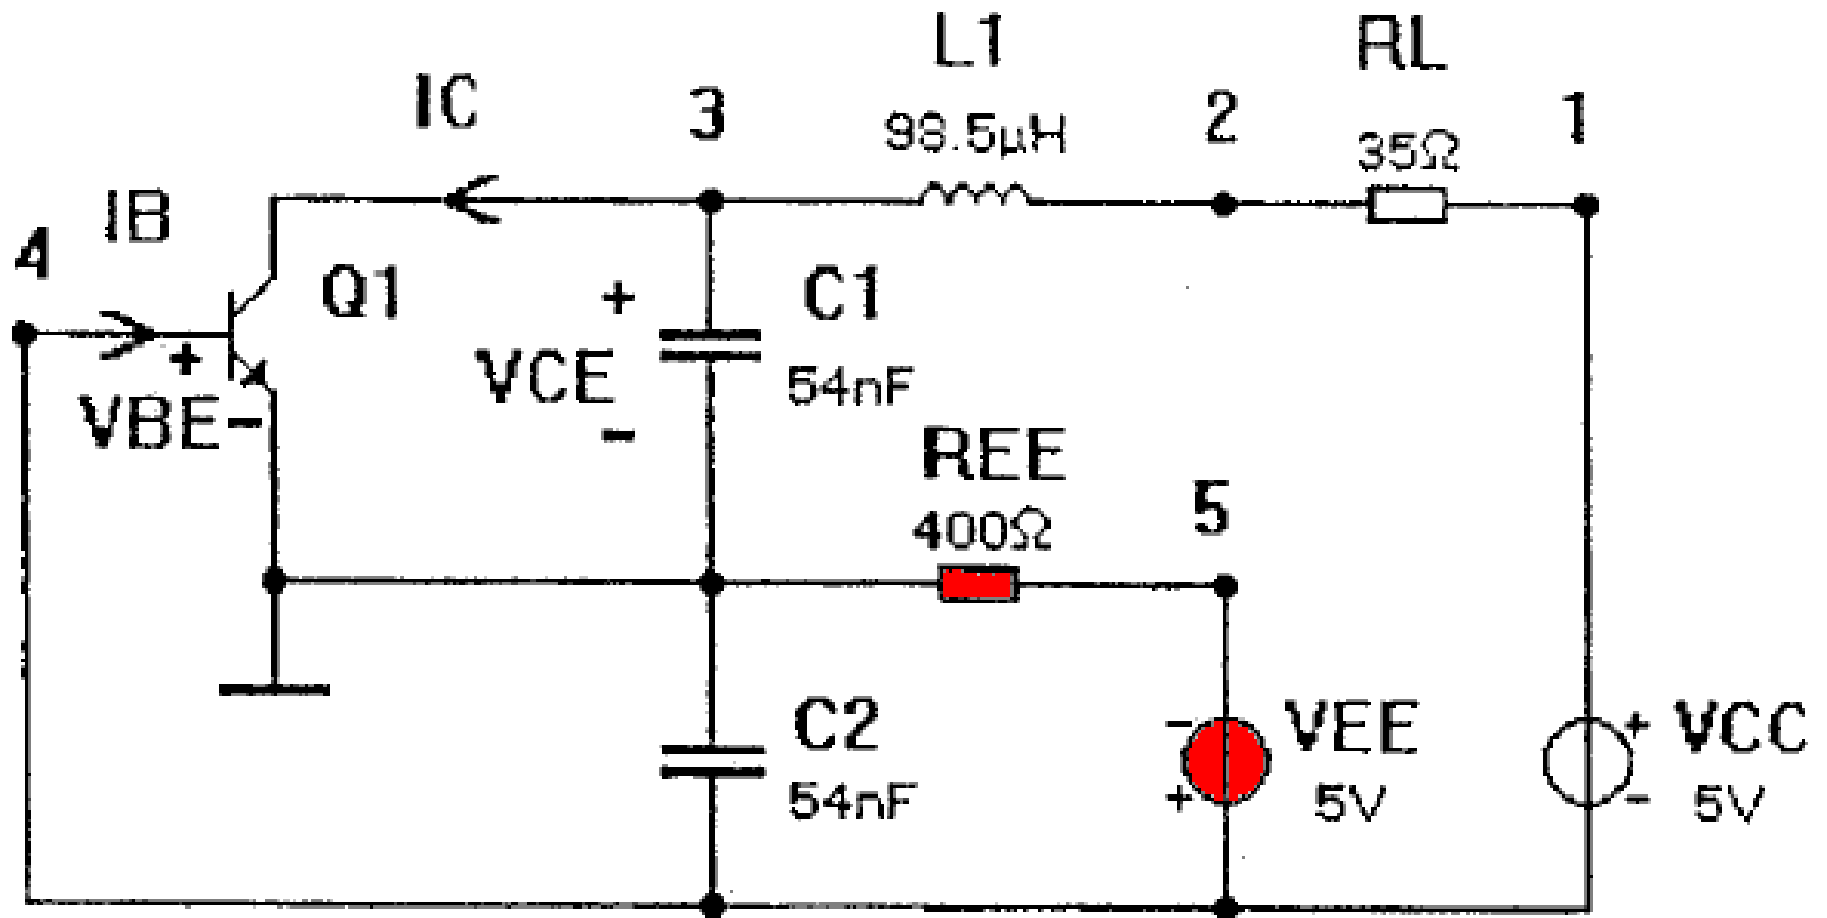 L1
RL
IC
3
98.5µH
2
35Ω
1
IB
4
Q1
+
C1
+
VCE
54nF
VBE-
-
REE
400Ω
5
C2
54nF
-
VEE
+
5V
+
VCC
-
5V